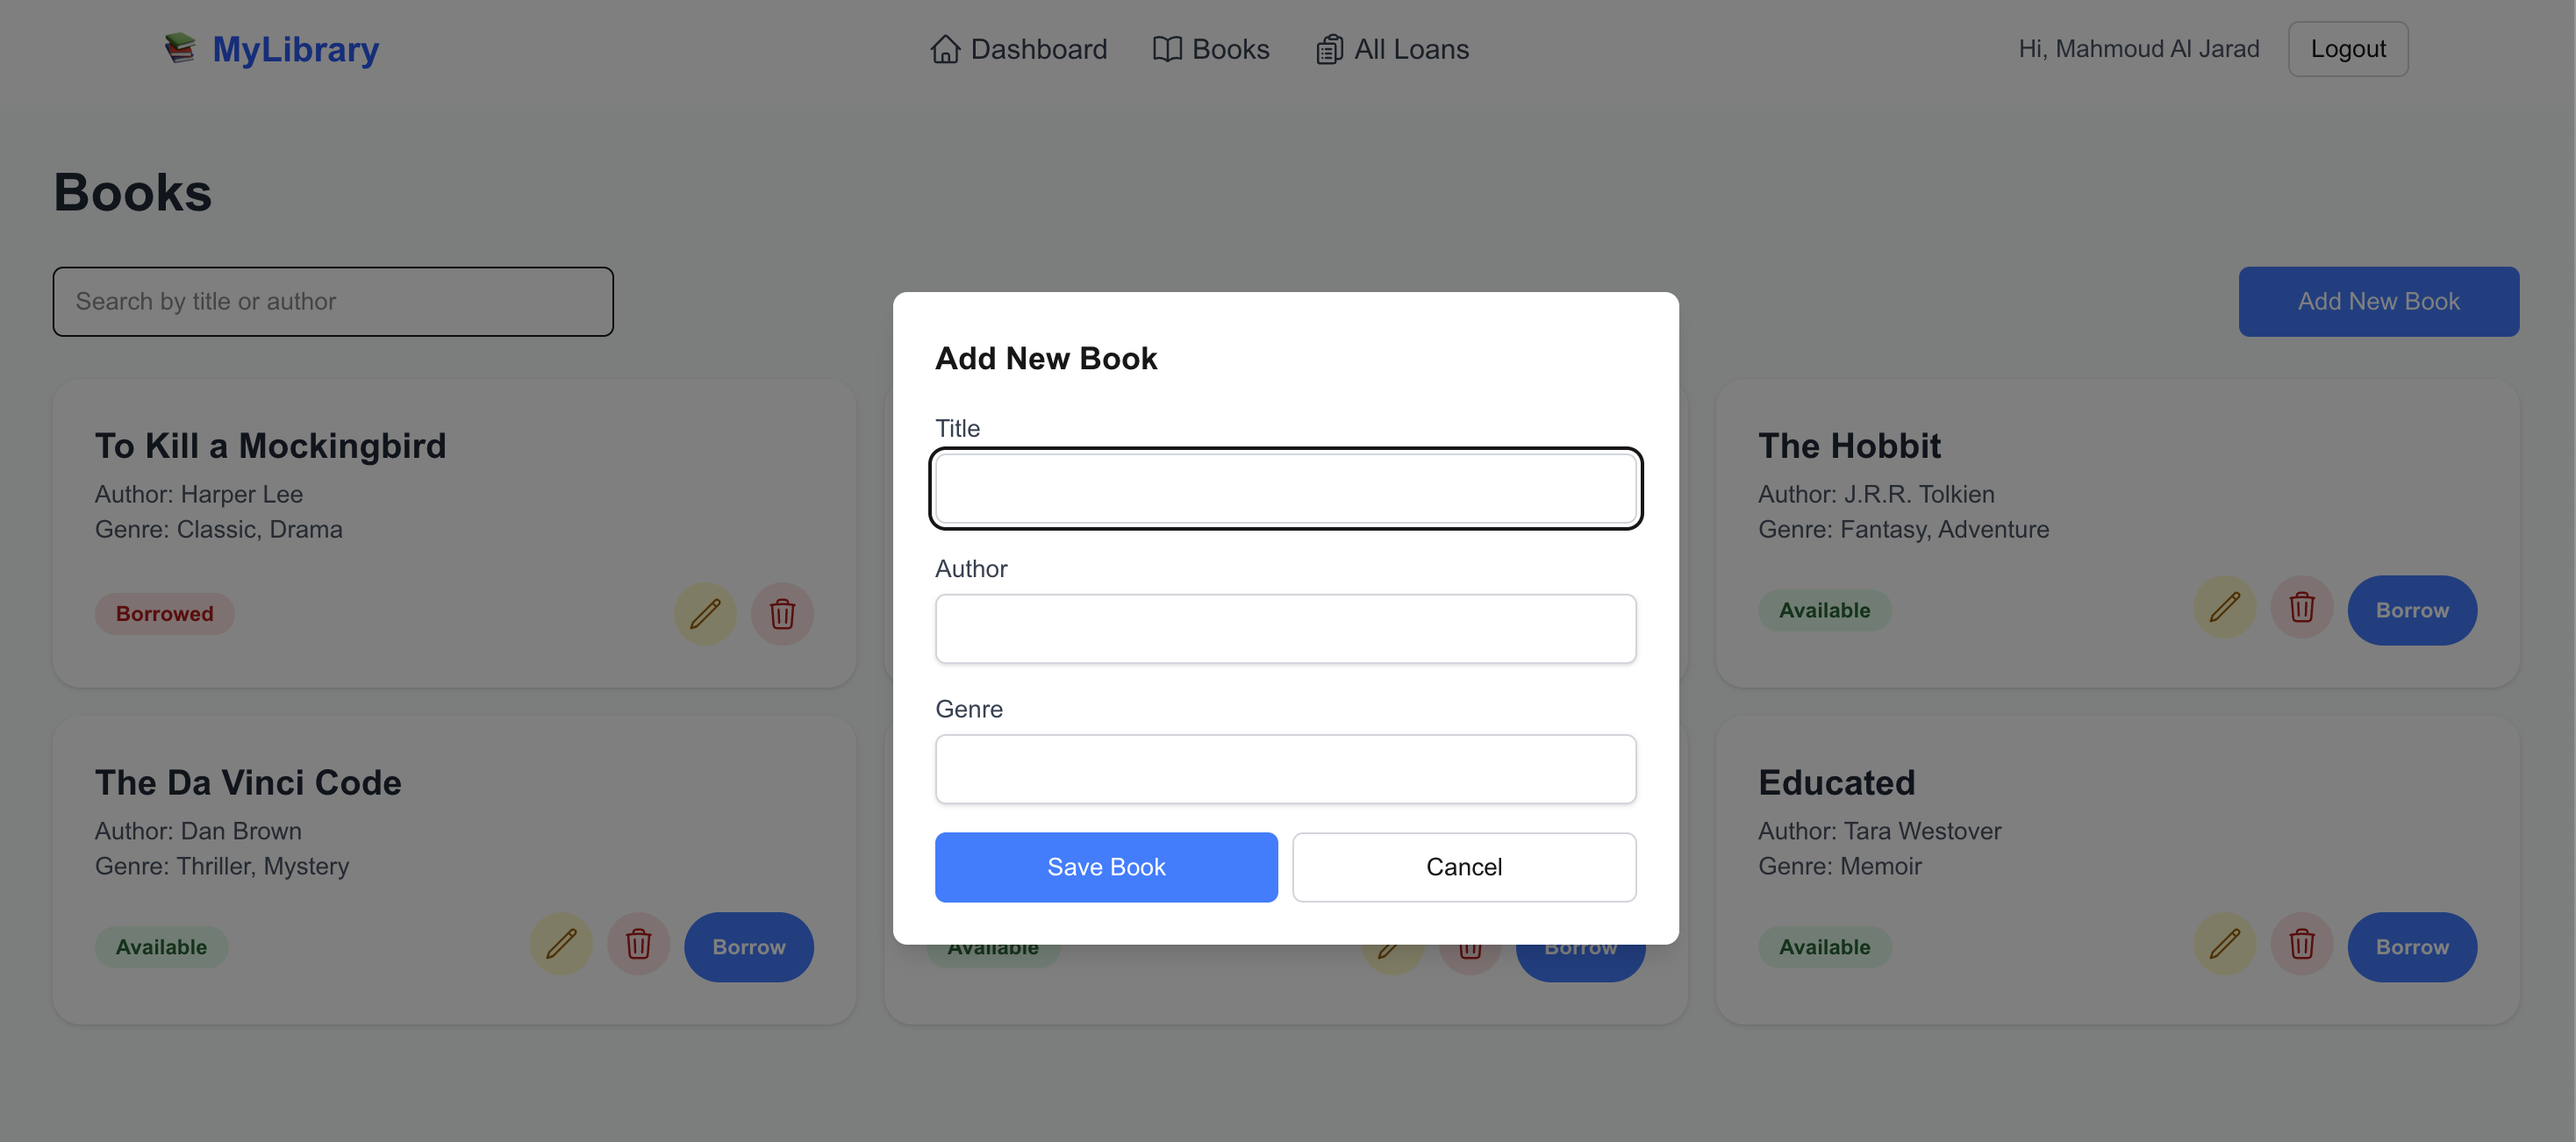 MyLibrary
Dashboard
Books
All Loans
Hi, Mahmoud Al Jarad
Logout
Books
Search by title or author
Add New Book
To Kill a Mockingbird
Author: Harper Lee
Genre: Classic, Drama
Borrowed
The Hobbit
Author: J.R.R. Tolkien
Genre: Fantasy, Adventure
Available
Borrow
Add New Book
Title
Author
Genre
Save Book
Cancel
The Da Vinci Code
Author: Dan Brown
Genre: Thriller, Mystery
Available
Borrow
Available
Borrow
Educated
Author: Tara Westover
Genre: Memoir
Available
Borrow